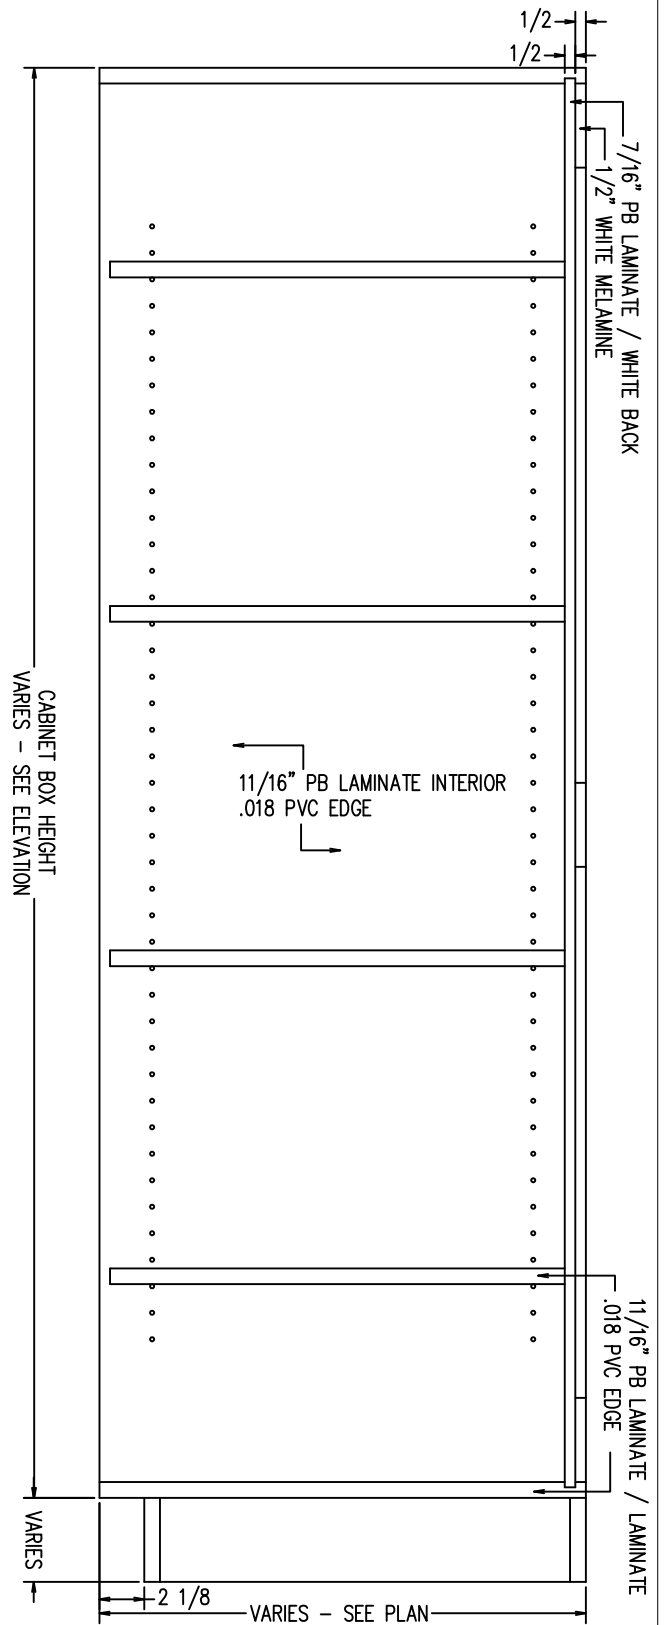 1/2
1/2
7/16" PB LAMINATE / WHITE BACK
1/2" WHITE MELAMINE
11/16" PB LAMINATE INTERIOR
.018 PVC EDGE
CABINET BOX HEIGHT
VARIES - SEE ELEVATION
11/16" PB LAMINATE / LAMINATE
.018 PVC EDGE
VARIES
2 1/8
VARIES - SEE PLAN